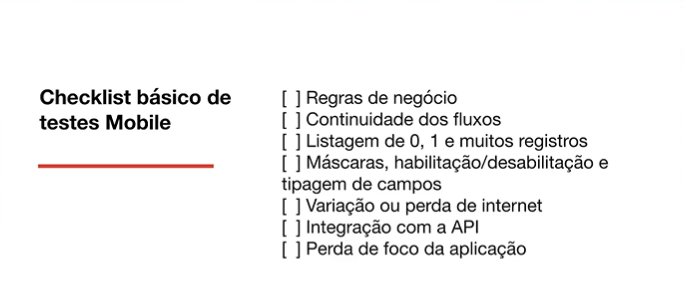 Checklist básico de
testes Mobile
[ ] Regras de negócio
[ ] Continuidade dos fluxos
[ ] Listagem de 0, 1 e muitos registros
[ ] Máscaras, habilitação/desabilitação e
tipagem de campos
[ ] Variação ou perda de internet
[ ] Integração com a API
[ ] Perda de foco da aplicação